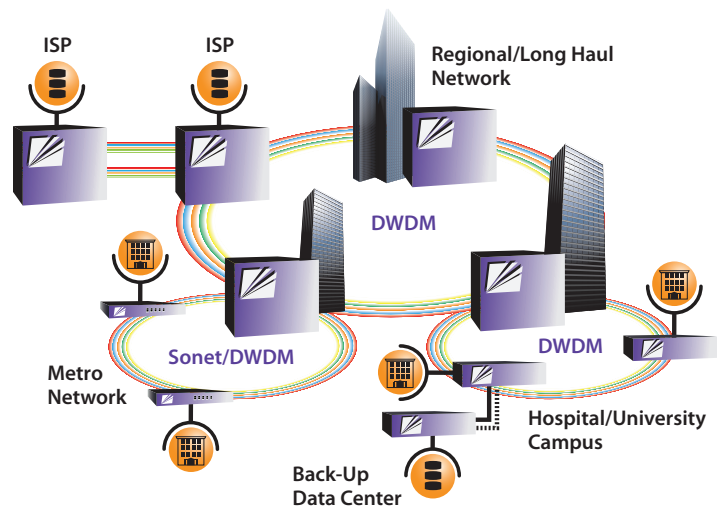 ISP
ISP
Regional/Long Haul
Network
DWDM
Sonet/DWDM
DWDM
Metro
Network
Hospital/University
Campus
Back-Up
Data Center